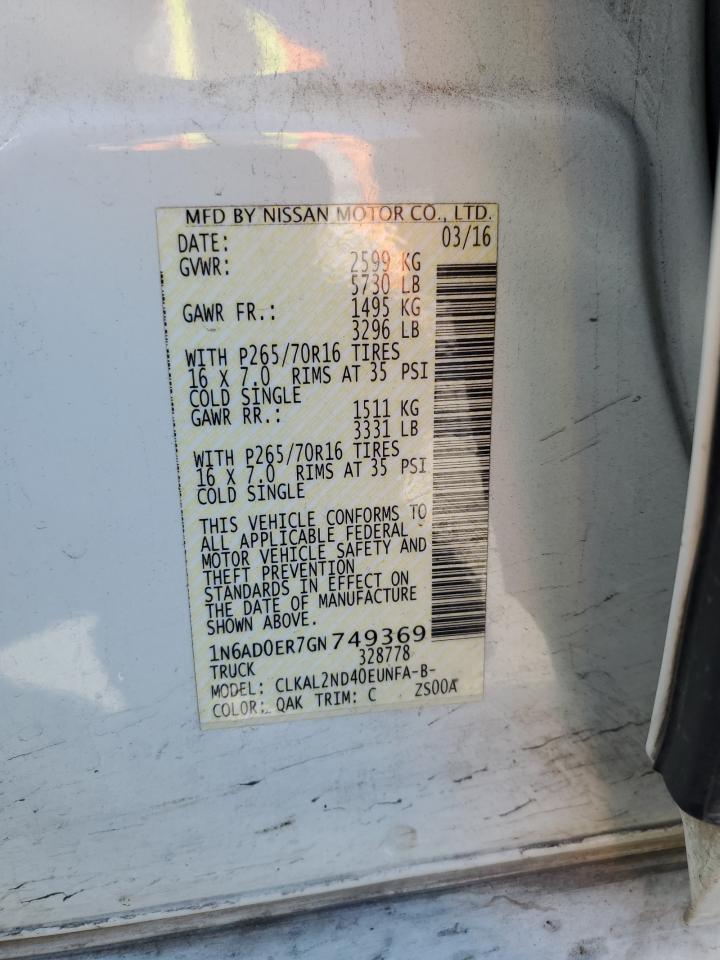 MFD BY NISSAN MOTOR CO., LTD.
DATE: 03/16
GVWR: 2599 KG
5730 LB
GAWR FR.: 1495 KG
3296 LB
WITH P265/70R16 TIRES
16 X 7.0 RIMS AT 35 PSI
COLD SINGLE
GAWR RR.: 1511 KG
3331 LB
WITH P265/70R16 TIRES
16 X 7.0 RIMS AT 35 PSI
COLD SINGLE
THIS VEHICLE CONFORMS TO
ALL APPLICABLE FEDERAL
MOTOR VEHICLE SAFETY AND
THEFT PREVENTION
STANDARDS IN EFFECT ON
THE DATE OF MANUFACTURE
SHOWN ABOVE.
1N6AD0ER7GN749369
TRUCK 328778
MODEL: CLKAL2ND40EUNFA-B-
COLOR: QAK TRIM: C ZS00A